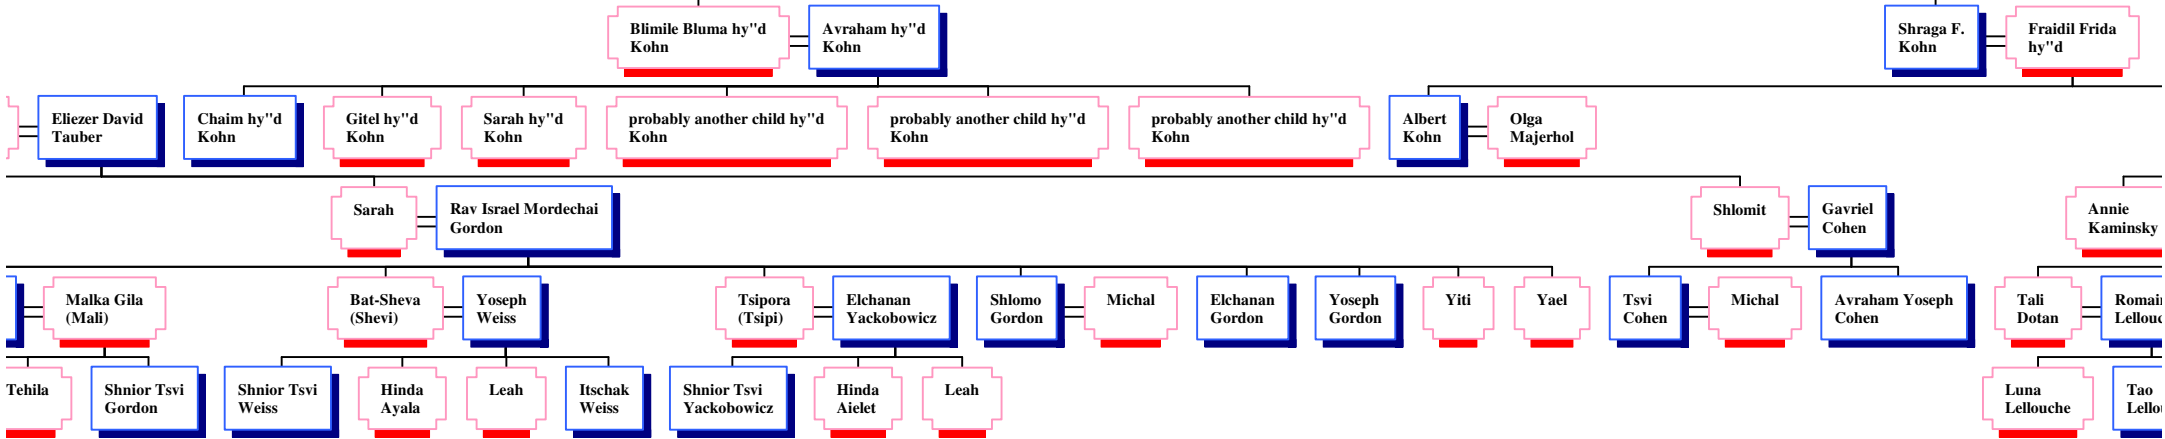 Blimile Bluma hy"d
Kohn
Avraham hy"d
Kohn
Shraga F.
Kohn
Fraidil Frida
hy"d
Eliezer David
Tauber
Chaim hy"d
Kohn
Gitel hy"d
Kohn
Sarah hy"d
Kohn
probably another child hy"d
Kohn
probably another child hy"d
Kohn
probably another child hy"d
Kohn
Albert
Kohn
Olga
Majerhol
Sarah
Rav Israel Mordechai
Gordon
Shlomit
Gavriel
Cohen
Annie
Kaminsky
Malka Gila
(Mali)
Bat-Sheva
(Shevi)
Yoseph
Weiss
Tsipora
(Tsipi)
Elchanan
Yackobowicz
Shlomo
Gordon
Michal
Elchanan
Gordon
Yoseph
Gordon
Yiti
Yael
Tsvi
Cohen
Michal
Avraham Yoseph
Cohen
Tali
Dotan
Tehila
Shnior Tsvi
Gordon
Shnior Tsvi
Weiss
Hinda
Ayala
Leah
Itschak
Weiss
Shnior Tsvi
Yackobowicz
Hinda
Aielet
Leah
Luna
Lellouche
Tao